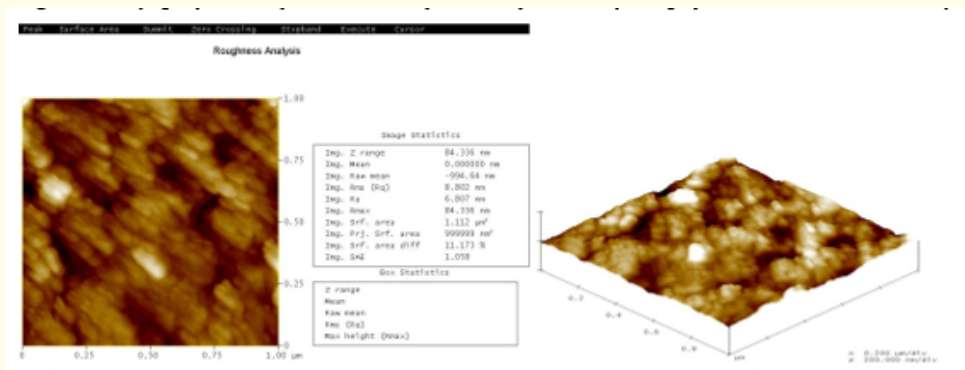 Peak Surface Area Summit Zero Crossing Stopband Execute Cursor
Roughness Analysis
1.00
0.75
0.50
0.25
0
0 0.25 0.50 0.75 1.00 µm
Image Statistics
Img. Z range 84.336 nm
Img. Mean 0.000000 nm
Img. Raw mean -994.64 nm
Img. Rms (Rq) 8.802 nm
Img. Ra 6.807 nm
Img. Rmax 84.336 nm
Img. Srf. area 1.112 µm²
Img. Prj. Srf. area 999999 nm²
Img. Srf. area diff 11.173 %
Img. SAE 1.058
Box Statistics
Z range
Mean
Raw mean
Rms (Rq)
Max height (Rmax)
0.2
0.4
0.6
0.8
µm
x 0.200 µm/div
z 200.000 nm/div